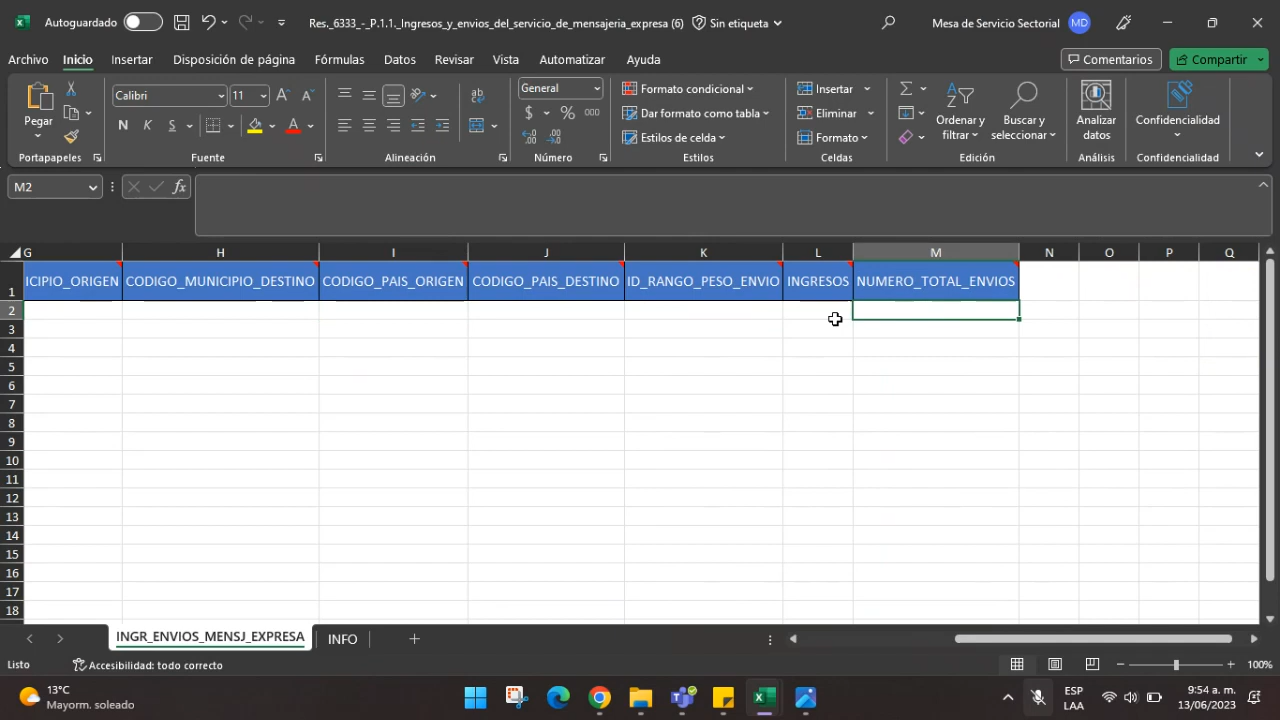 Autoguardado
Res._6333_-_P.1.1._Ingresos_y_envios_del_servicio_de_mensajeria_expresa (6)
Sin etiqueta
Mesa de Servicio Sectorial
MD
Archivo
Inicio
Insertar
Disposición de página
Fórmulas
Datos
Revisar
Vista
Automatizar
Ayuda
Comentarios
Compartir
Pegar
Portapapeles
Calibri
11
N K S
Fuente
Alineación
General
$ % 000
Número
Formato condicional
Dar formato como tabla
Estilos de celda
Estilos
Insertar
Eliminar
Formato
Celdas
Ordenar y filtrar
Buscar y seleccionar
Edición
Analizar datos
Análisis
Confidencialidad
Confidencialidad
M2
fx
G H I J K L M N O P Q
1 ICIPIO_ORIGEN CODIGO_MUNICIPIO_DESTINO CODIGO_PAIS_ORIGEN CODIGO_PAIS_DESTINO ID_RANGO_PESO_ENVIO INGRESOS NUMERO_TOTAL_ENVIOS
2
3
4
5
6
7
8
9
10
11
12
13
14
15
16
17
18
INGR_ENVIOS_MENSJ_EXPRESA
INFO
Listo
Accesibilidad: todo correcto
100%
13°C
Mayorm. soleado
ESP
LAA
9:54 a. m.
13/06/2023